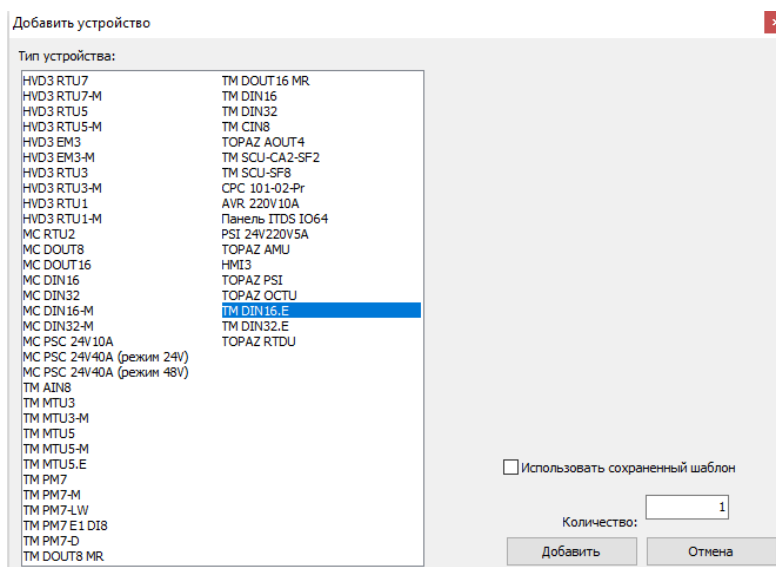 Добавить устройство
Тип устройства:
HVD3 RTU7
HVD3 RTU7-M
HVD3 RTU5
HVD3 RTU5-M
HVD3 EM3
HVD3 EM3-M
HVD3 RTU3
HVD3 RTU3-M
HVD3 RTU1
HVD3 RTU1-M
MC RTU2
MC DOUT8
MC DOUT16
MC DIN16
MC DIN32
MC DIN16-M
MC DIN32-M
MC PSC 24V10A
MC PSC 24V40A (режим 24V)
MC PSC 24V40A (режим 48V)
TM AIN8
TM MTU3
TM MTU3-M
TM MTU5
TM MTU5-M
TM MTU5.E
TM PM7
TM PM7-M
TM PM7-LW
TM PM7 E1 DI8
TM PM7-D
TM DOUT8 MR
TM DOUT16 MR
TM DIN16
TM DIN32
TM CIN8
TOPAZ AOUT4
TM SCU-CA2-SF2
TM SCU-SF8
CPC 101-02-Pr
AVR 220V10A
Панель ITDS IO64
PSI 24V220V5A
TOPAZ AMU
HMI3
TOPAZ PSI
TOPAZ OCTU
TM DIN16.E
TM DIN32.E
TOPAZ RTDU
Использовать сохраненный шаблон
Количество: 1
Добавить Отмена